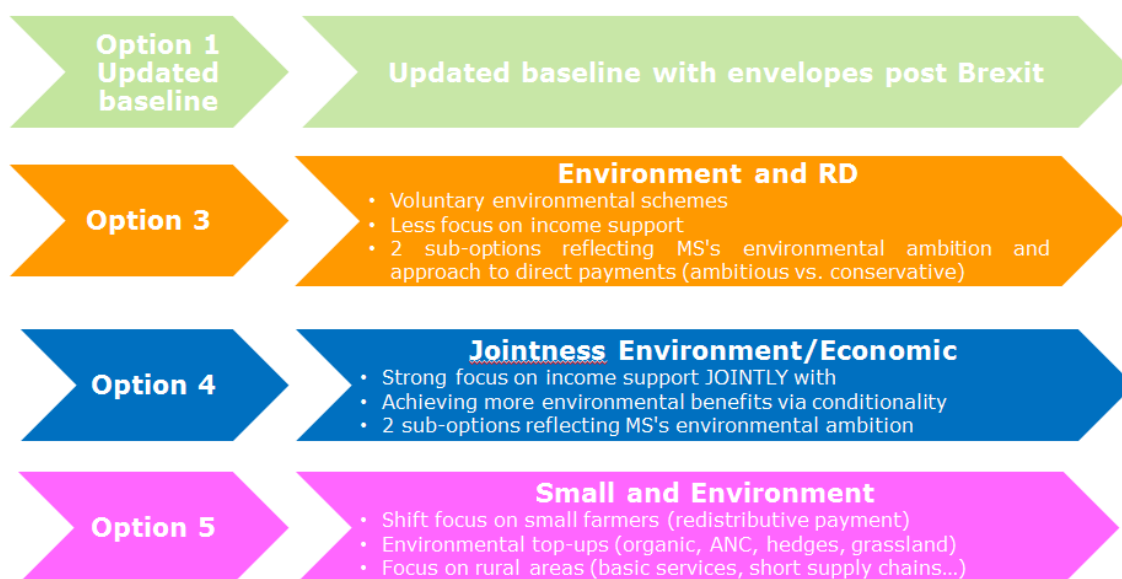 Option 1
Updated
baseline
Updated baseline with envelopes post Brexit
Option 3
Environment and RD
• Voluntary environmental schemes
• Less focus on income support
• 2 sub-options reflecting MS's environmental ambition and
approach to direct payments (ambitious vs. conservative)
Option 4
Jointness Environment/Economic
• Strong focus on income support JOINTLY with
• Achieving more environmental benefits via conditionality
• 2 sub-options reflecting MS's environmental ambition
Option 5
Small and Environment
• Shift focus on small farmers (redistributive payment)
• Environmental top-ups (organic, ANC, hedges, grassland)
• Focus on rural areas (basic services, short supply chains...)